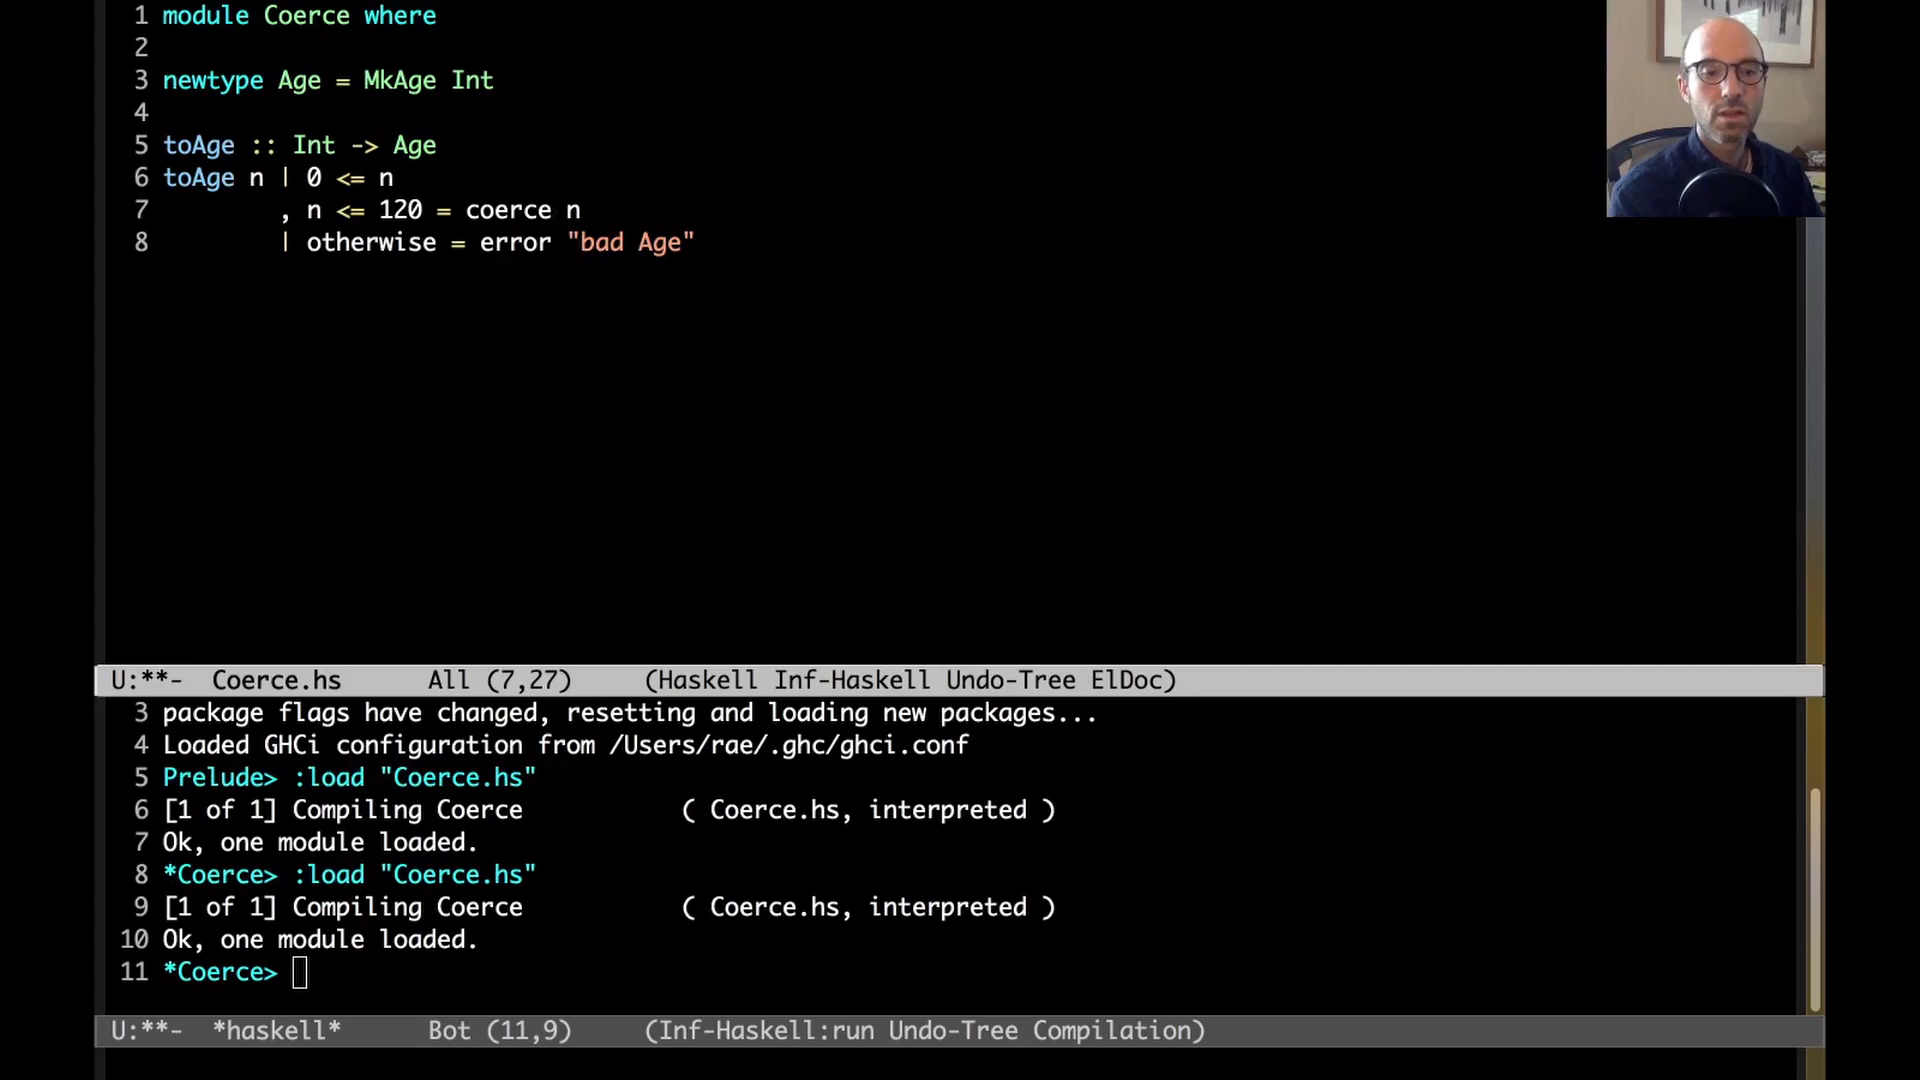 1 module Coerce where
2
3 newtype Age = MkAge Int
4
5 toAge :: Int -> Age
6 toAge n | 0 <= n
7         , n <= 120 = coerce n
8         | otherwise = error "bad Age"
U:**-  Coerce.hs      All (7,27)     (Haskell Inf-Haskell Undo-Tree ElDoc)
3 package flags have changed, resetting and loading new packages...
4 Loaded GHCi configuration from /Users/rae/.ghc/ghci.conf
5 Prelude> :load "Coerce.hs"
6 [1 of 1] Compiling Coerce           ( Coerce.hs, interpreted )
7 Ok, one module loaded.
8 *Coerce> :load "Coerce.hs"
9 [1 of 1] Compiling Coerce           ( Coerce.hs, interpreted )
10 Ok, one module loaded.
11 *Coerce>
U:**-  *haskell*      Bot (11,9)     (Inf-Haskell:run Undo-Tree Compilation)